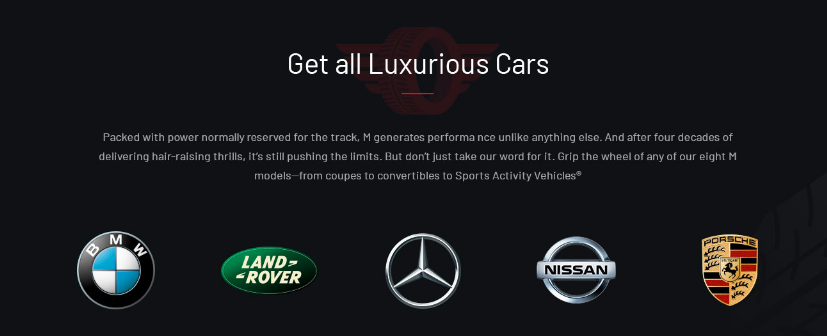 Get all Luxurious Cars
Packed with power normally reserved for the track, M generates performa nce unlike anything else. And after four decades of
delivering hair-raising thrills, it's still pushing the limits. But don't just take our word for it. Grip the wheel of any of our eight M
models—from coupes to convertibles to Sports Activity Vehicles®
BMW
LAND-
ROVER
NISSAN
PORSCHE